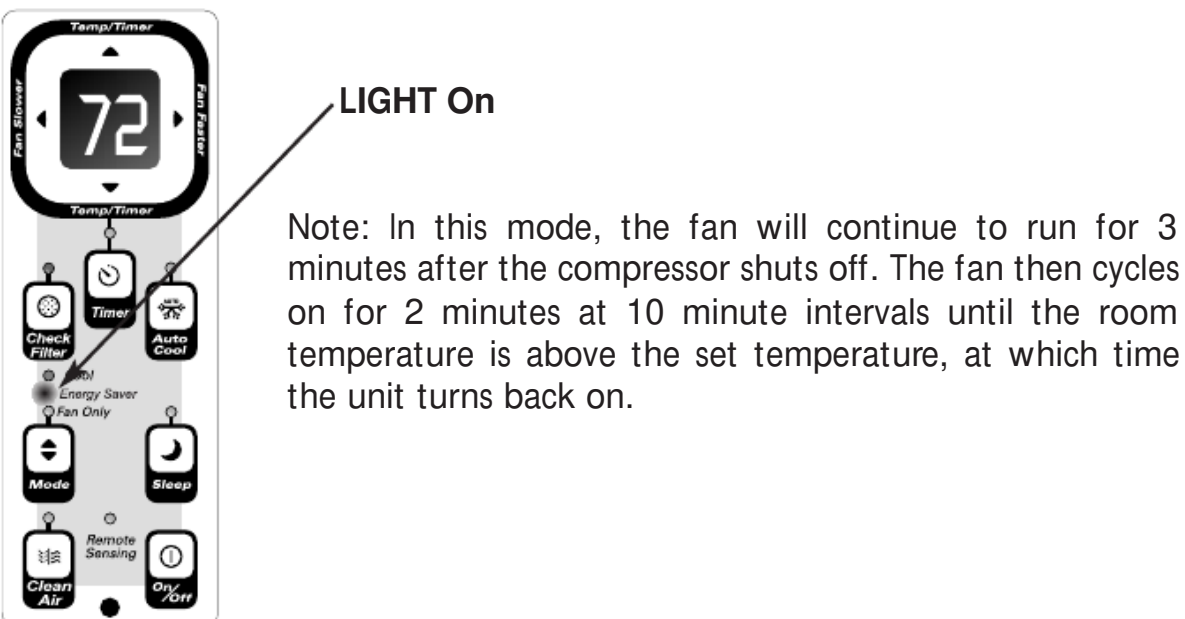 Temp/Timer
Fan Slower
72
Fan Faster
Temp/Timer
LIGHT On
Note: In this mode, the fan will continue to run for 3
minutes after the compressor shuts off. The fan then cycles
on for 2 minutes at 10 minute intervals until the room
temperature is above the set temperature, at which time
the unit turns back on.
Timer
Check
Filter
AUTO
Auto
Cool
Energy Saver
Fan Only
Mode
Sleep
Remote
Sensing
Clean
Air
On/Off